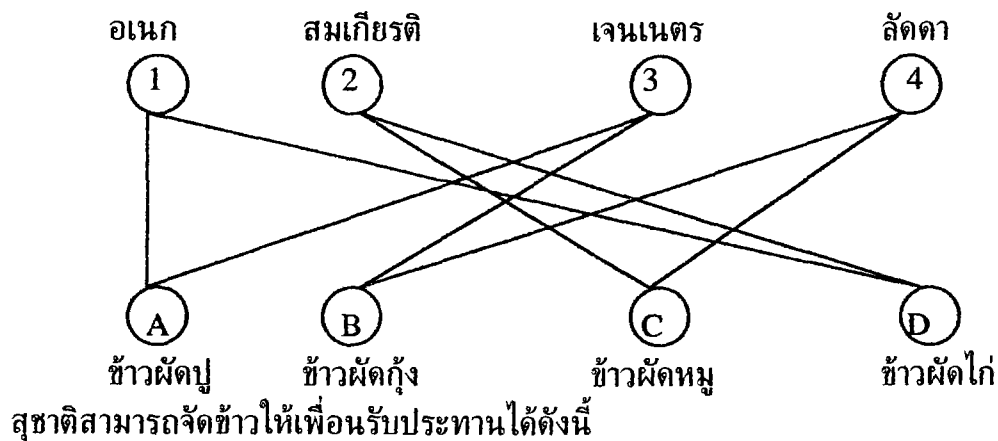 อเนก สมเกียรติ เจนเนตร ลัดดา
1 2 3 4
A B C D
ข้าวผัดปู ข้าวผัดกุ้ง ข้าวผัดหมู ข้าวผัดไก่
สุชาติสามารถจัดข้าวให้เพื่อนรับประทานได้ดังนี้